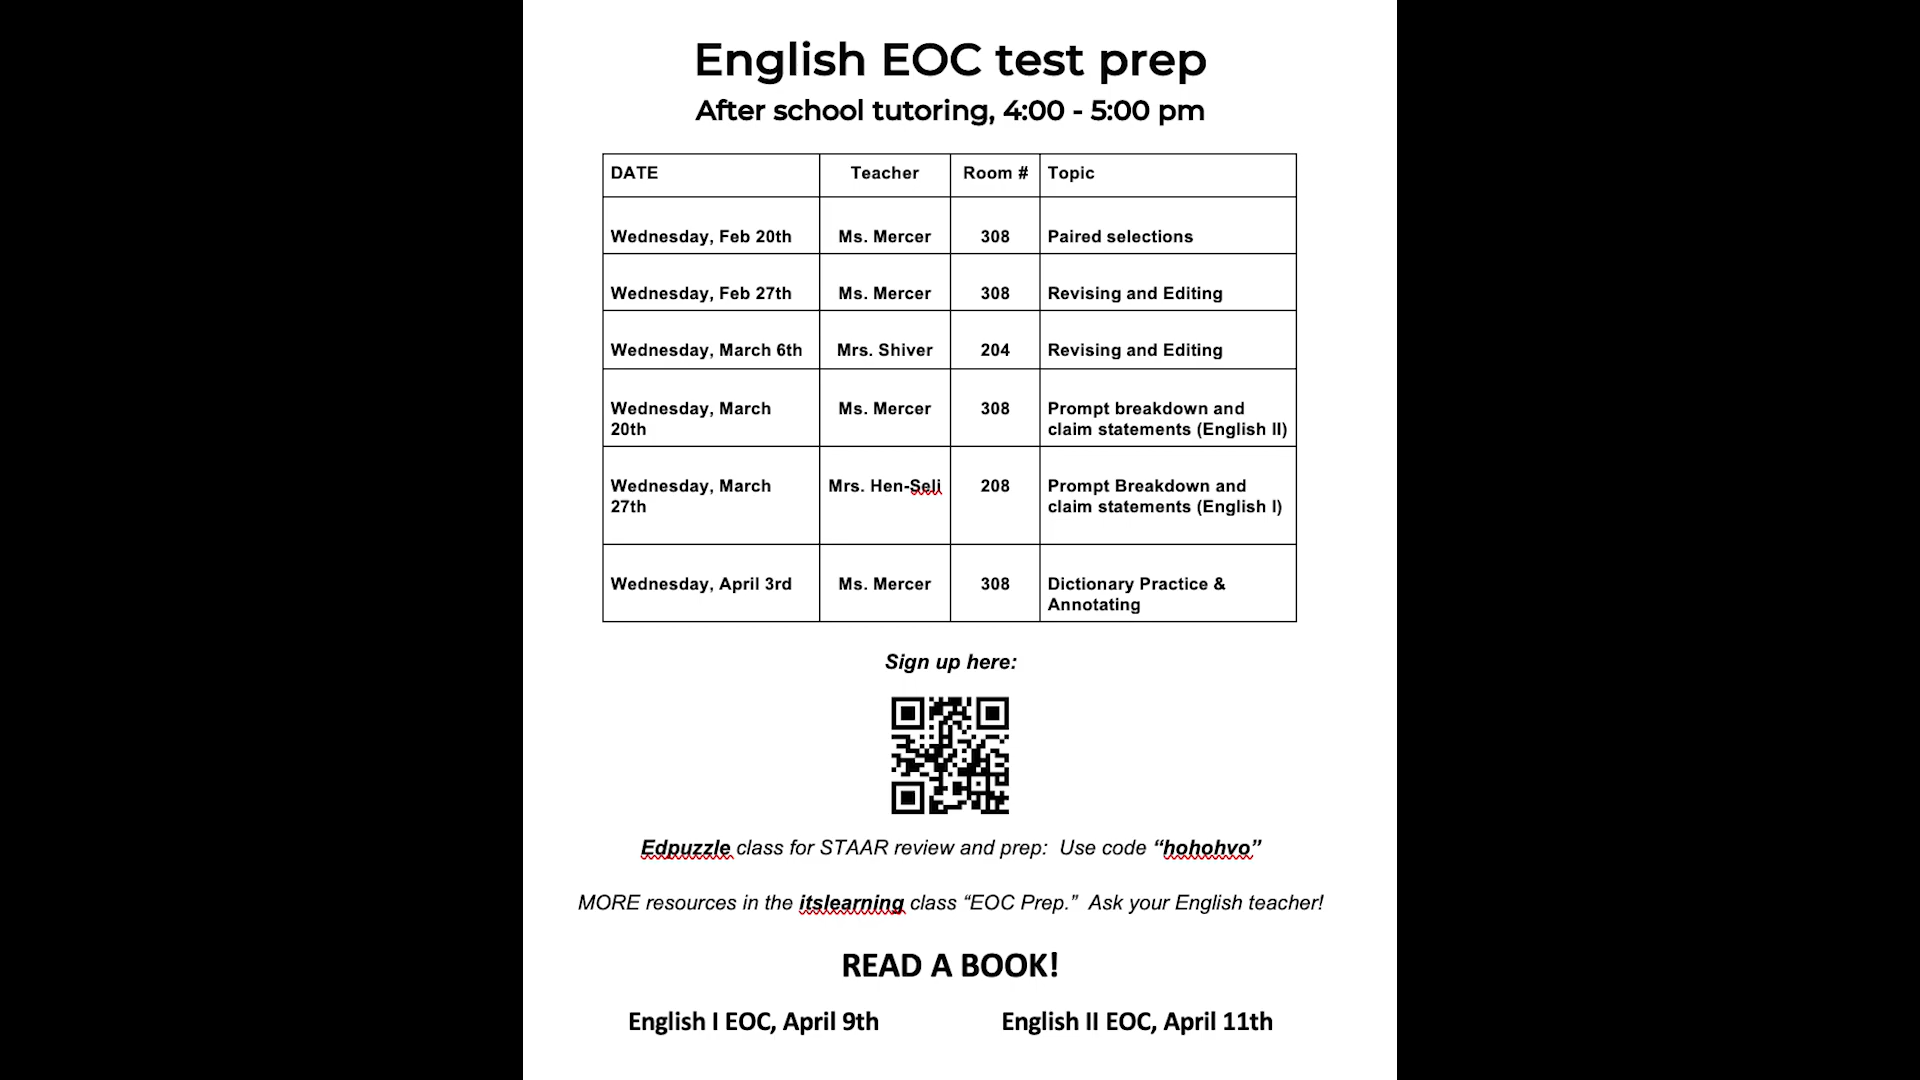 English EOC test prep
After school tutoring, 4:00 - 5:00 pm
DATE Teacher Room # Topic
Wednesday, Feb 20th Ms. Mercer 308 Paired selections
Wednesday, Feb 27th Ms. Mercer 308 Revising and Editing
Wednesday, March 6th Mrs. Shiver 204 Revising and Editing
Wednesday, March Ms. Mercer 308 Prompt breakdown and
20th claim statements (English II)
Wednesday, March Mrs. Hen-Seli 208 Prompt Breakdown and
27th claim statements (English I)
Wednesday, April 3rd Ms. Mercer 308 Dictionary Practice &
Annotating
Sign up here:
Edpuzzle class for STAAR review and prep:  Use code “hohohvo”
MORE resources in the itslearning class “EOC Prep.”  Ask your English teacher!
READ A BOOK!
English I EOC, April 9th English II EOC, April 11th